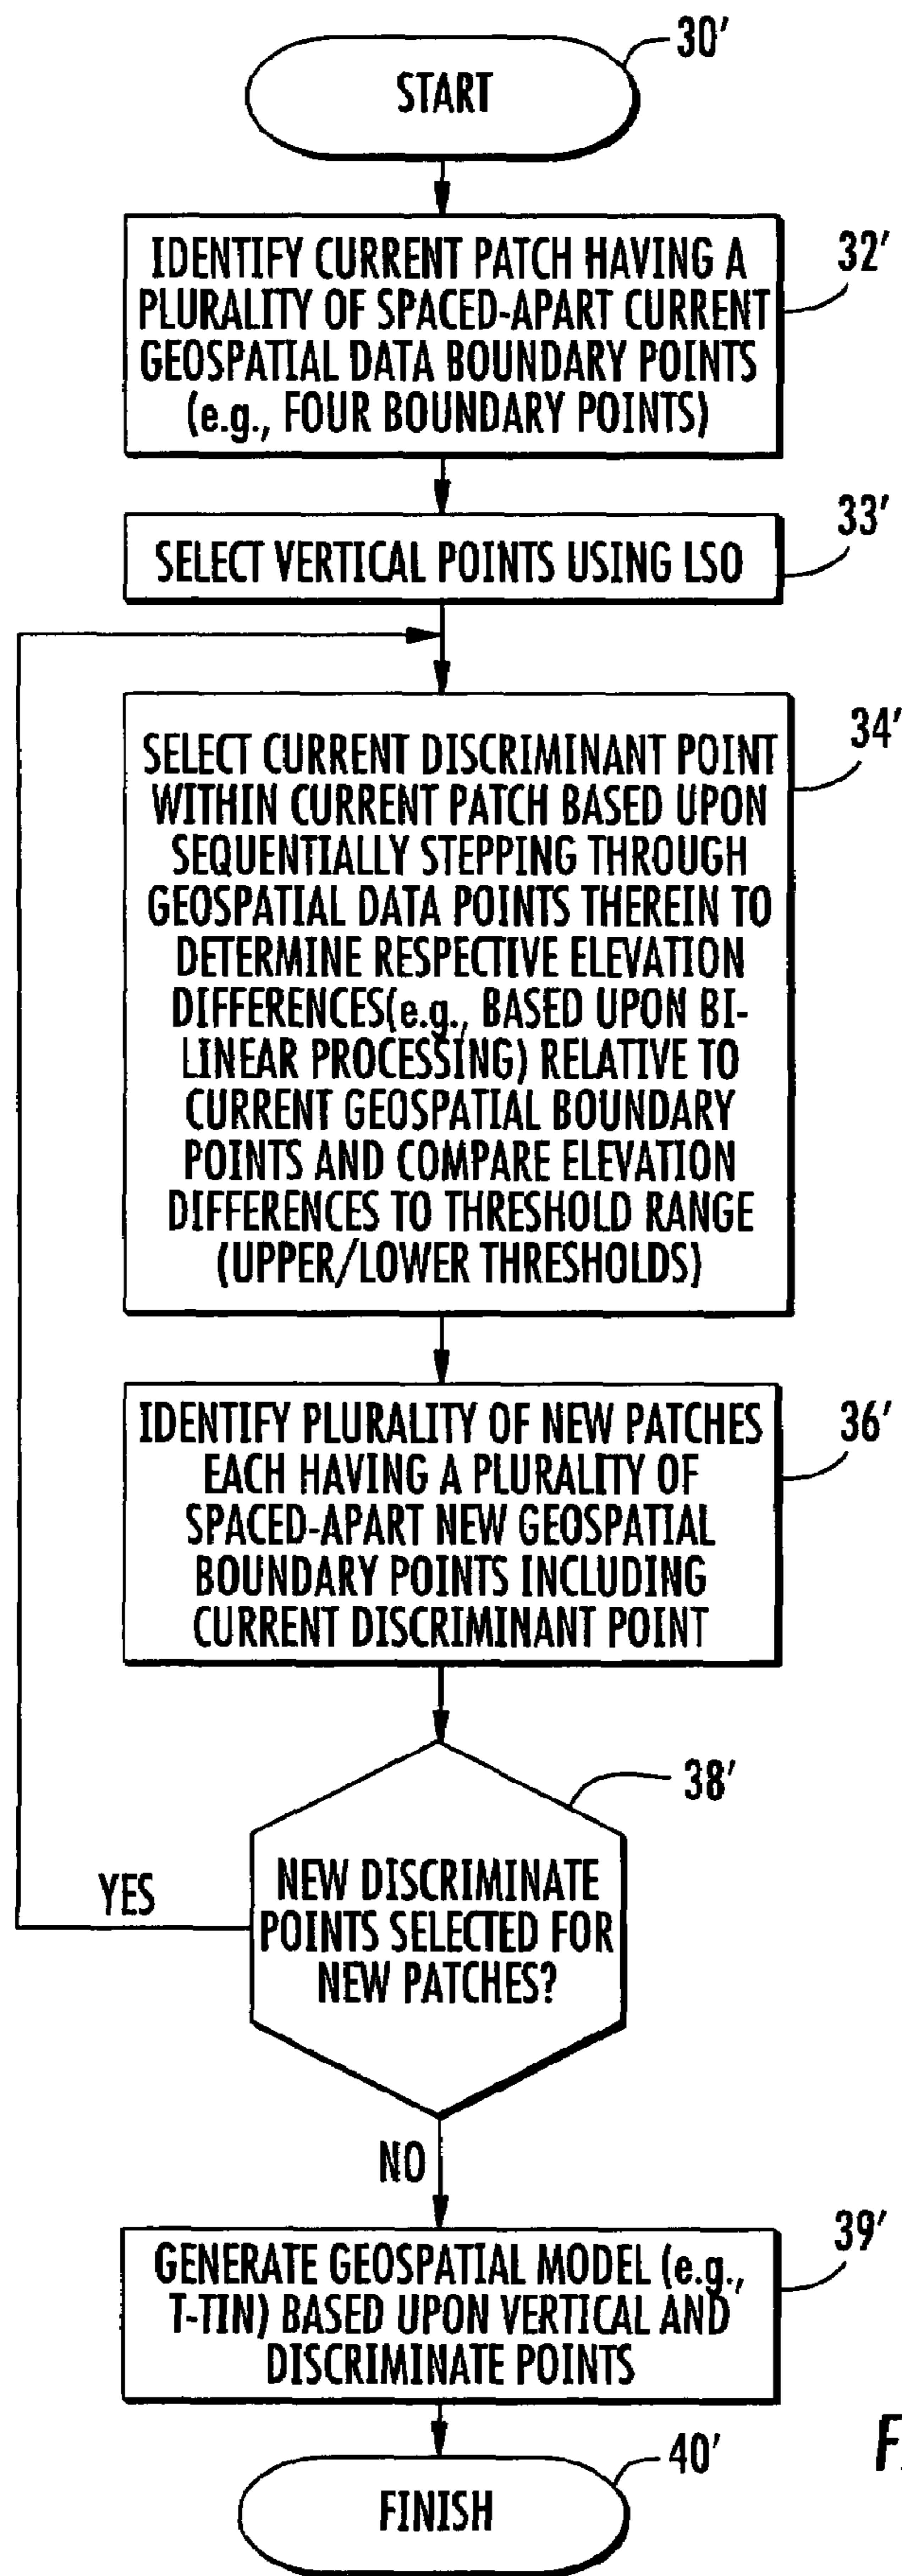 30'
START
IDENTIFY CURRENT PATCH HAVING A
PLURALITY OF SPACED-APART CURRENT
GEOSPATIAL DATA BOUNDARY POINTS
(e.g., FOUR BOUNDARY POINTS)
32'
SELECT VERTICAL POINTS USING LSO
33'
SELECT CURRENT DISCRIMINANT POINT
WITHIN CURRENT PATCH BASED UPON
SEQUENTIALLY STEPPING THROUGH
GEOSPATIAL DATA POINTS THEREIN TO
DETERMINE RESPECTIVE ELEVATION
DIFFERENCES(e.g., BASED UPON BI-
LINEAR PROCESSING) RELATIVE TO
CURRENT GEOSPATIAL BOUNDARY
POINTS AND COMPARE ELEVATION
DIFFERENCES TO THRESHOLD RANGE
(UPPER/LOWER THRESHOLDS)
34'
IDENTIFY PLURALITY OF NEW PATCHES
EACH HAVING A PLURALITY OF
SPACED-APART NEW GEOSPATIAL
BOUNDARY POINTS INCLUDING
CURRENT DISCRIMINANT POINT
36'
38'
NEW DISCRIMINATE
POINTS SELECTED FOR
NEW PATCHES?
YES
NO
GENERATE GEOSPATIAL MODEL (e.g.,
T-TIN) BASED UPON VERTICAL AND
DISCRIMINATE POINTS
39'
40'
FINISH